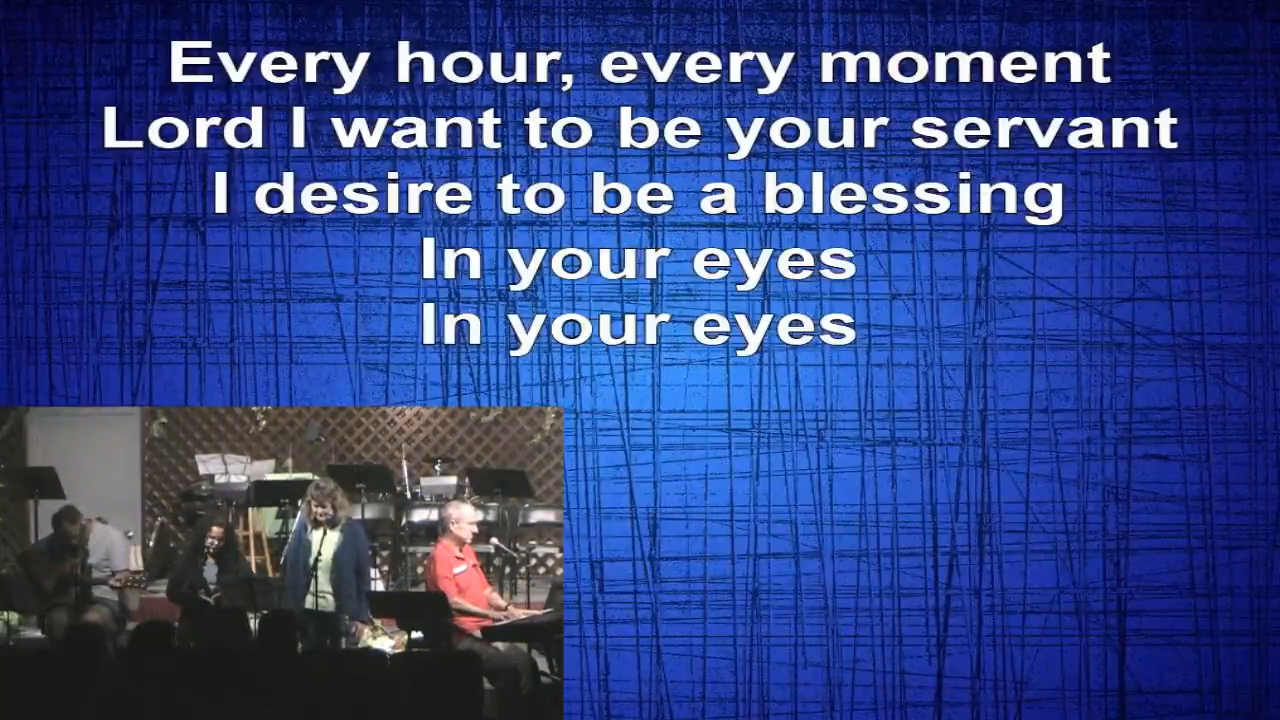 Every hour, every moment
Lord I want to be your servant
I desire to be a blessing
In your eyes
In your eyes